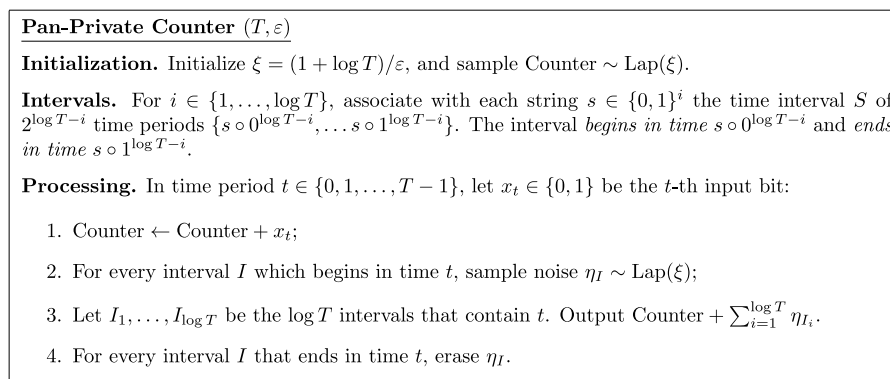 Pan-Private Counter (T, ε)
Initialization. Initialize ξ = (1 + log T)/ε, and sample Counter ∼ Lap(ξ).
Intervals. For i ∈ {1, . . . , log T}, associate with each string s ∈ {0, 1}^i the time interval S of
2^{log T−i} time periods {s ∘ 0^{log T−i}, . . . s ∘ 1^{log T−i}}. The interval begins in time s ∘ 0^{log T−i} and ends
in time s ∘ 1^{log T−i}.
Processing. In time period t ∈ {0, 1, . . . , T − 1}, let x_t ∈ {0, 1} be the t-th input bit:
1. Counter ← Counter + x_t;
2. For every interval I which begins in time t, sample noise η_I ∼ Lap(ξ);
3. Let I_1, . . . , I_{log T} be the log T intervals that contain t. Output Counter + ∑_{i=1}^{log T} η_{I_i}.
4. For every interval I that ends in time t, erase η_I.